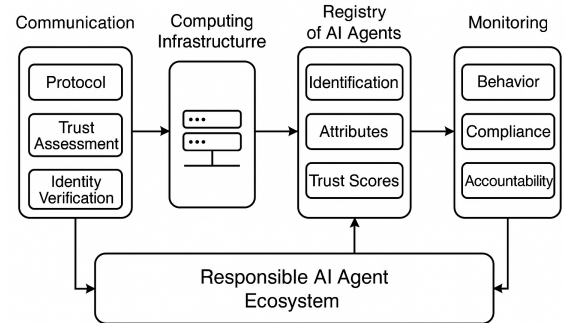 Communication
Protocol
Trust
Assessment
Identity
Verification
Computing
Infrastructurre
Registry
of AI Agents
Identification
Attributes
Trust Scores
Monitoring
Behavior
Compliance
Accountability
Responsible AI Agent
Ecosystem